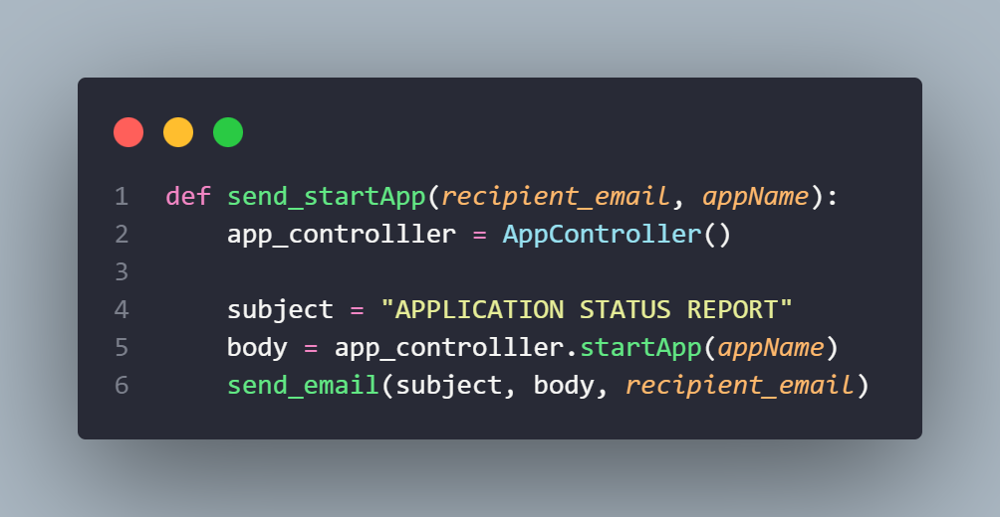 1 def send_startApp(recipient_email, appName):
2     app_controlller = AppController()
3
4     subject = "APPLICATION STATUS REPORT"
5     body = app_controlller.startApp(appName)
6     send_email(subject, body, recipient_email)